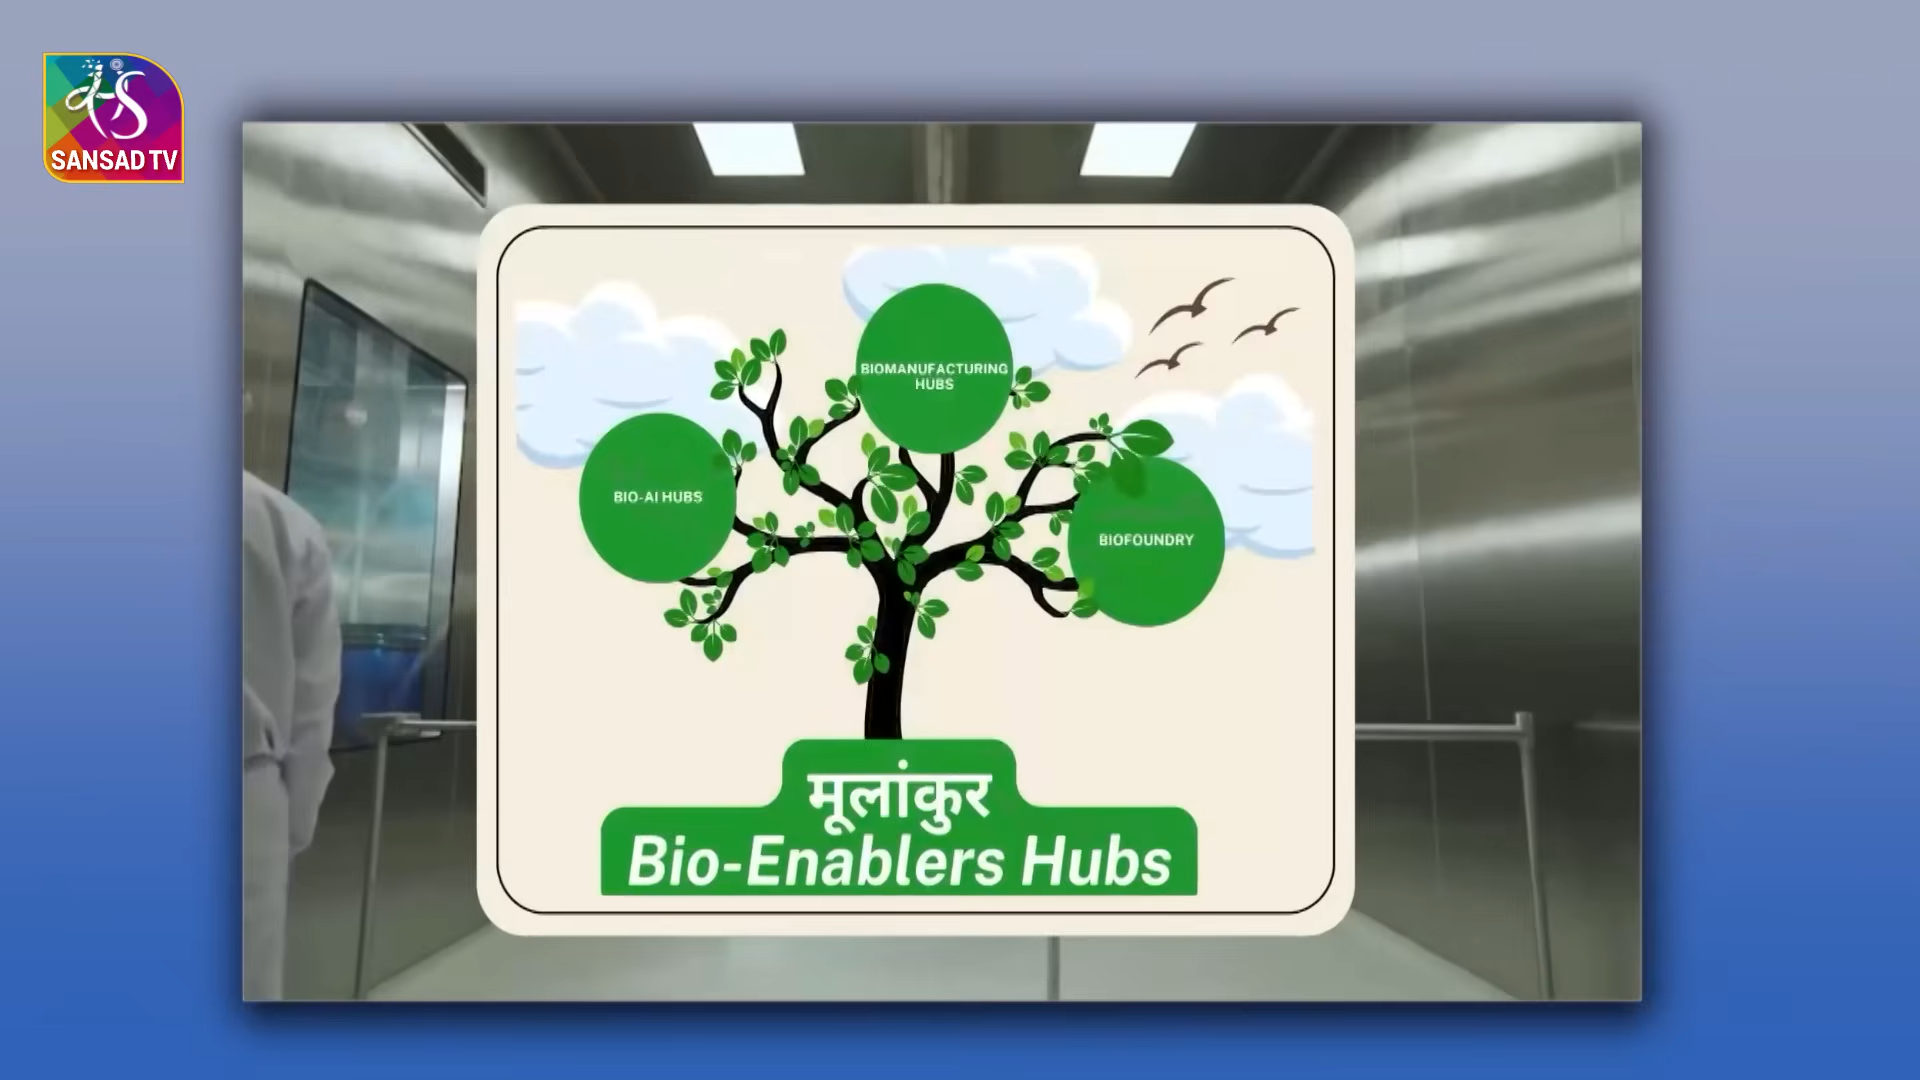 SANSAD TV
BIOMANUFACTURING
HUBS
BIO-AI HUBS
BIOFOUNDRY
मूलांकुर
Bio-Enablers Hubs